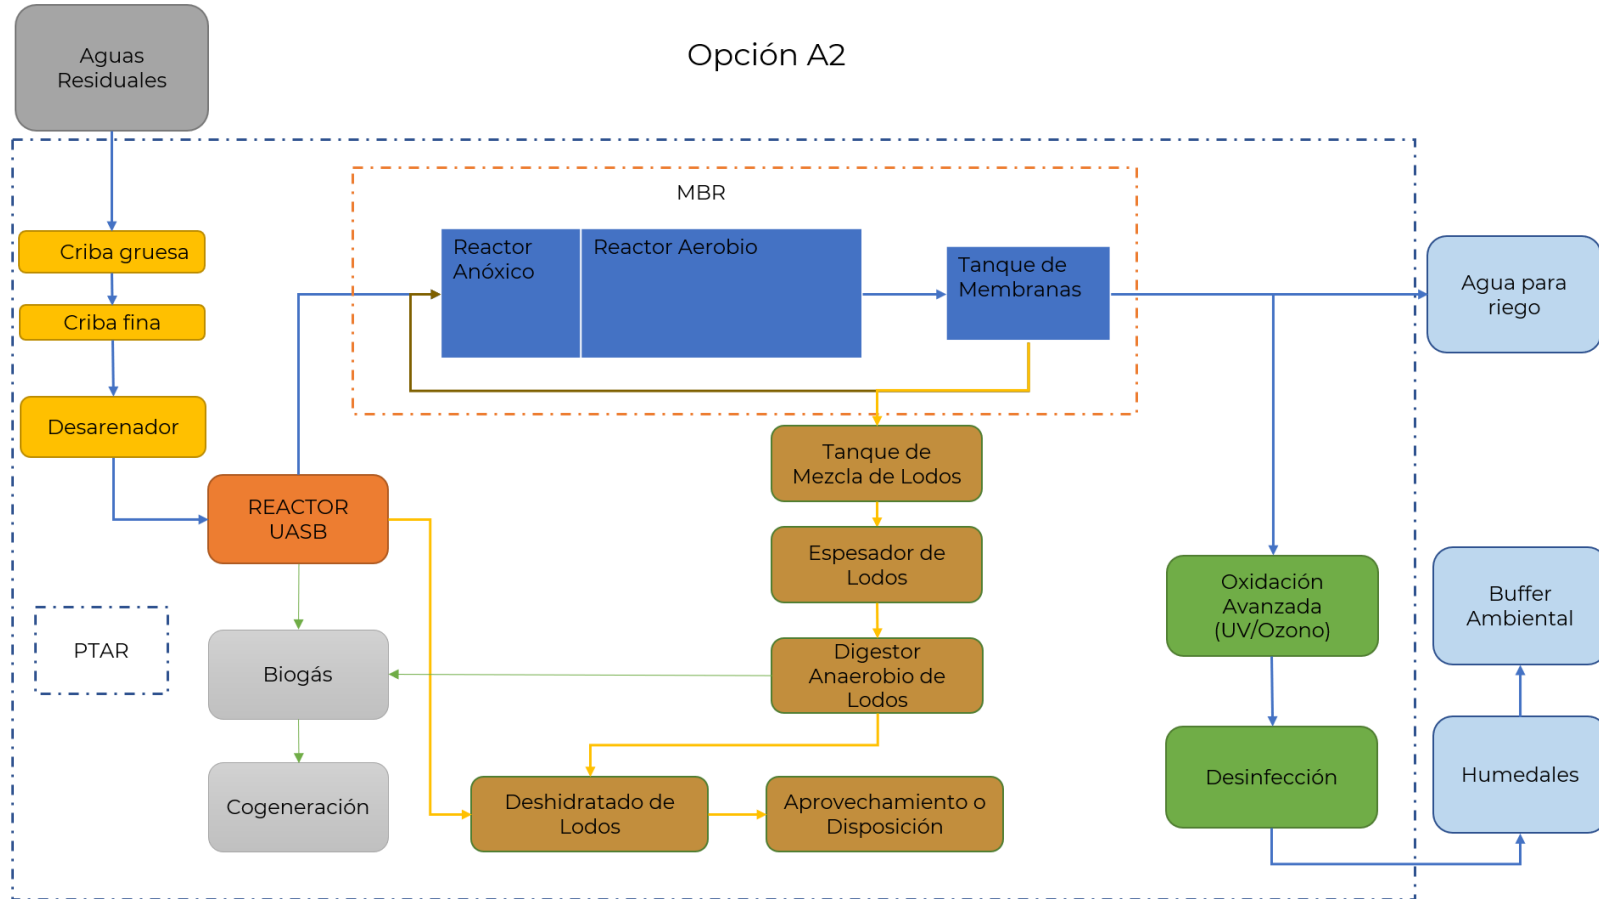 Aguas
Residuales
Opción A2
MBR
Criba gruesa
Criba fina
Desarenador
Reactor
Anóxico
Reactor Aerobio
Tanque de
Membranas
Agua para
riego
REACTOR
UASB
Tanque de
Mezcla de Lodos
Espesador de
Lodos
Digestor
Anaerobio de
Lodos
PTAR
Biogás
Cogeneración
Deshidratado de
Lodos
Aprovechamiento o
Disposición
Oxidación
Avanzada
(UV/Ozono)
Desinfección
Buffer
Ambiental
Humedales